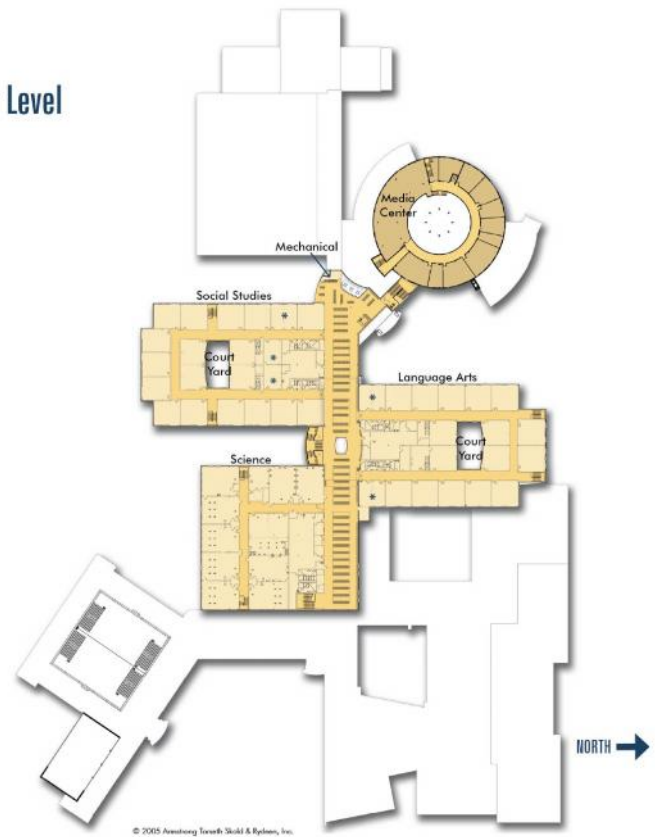 Level
Media
Center
Mechanical
Social Studies
Court
Yard
Language Arts
Court
Yard
Science
NORTH
© 2005 Armstrong Torseth Skold & Rydeen, Inc.